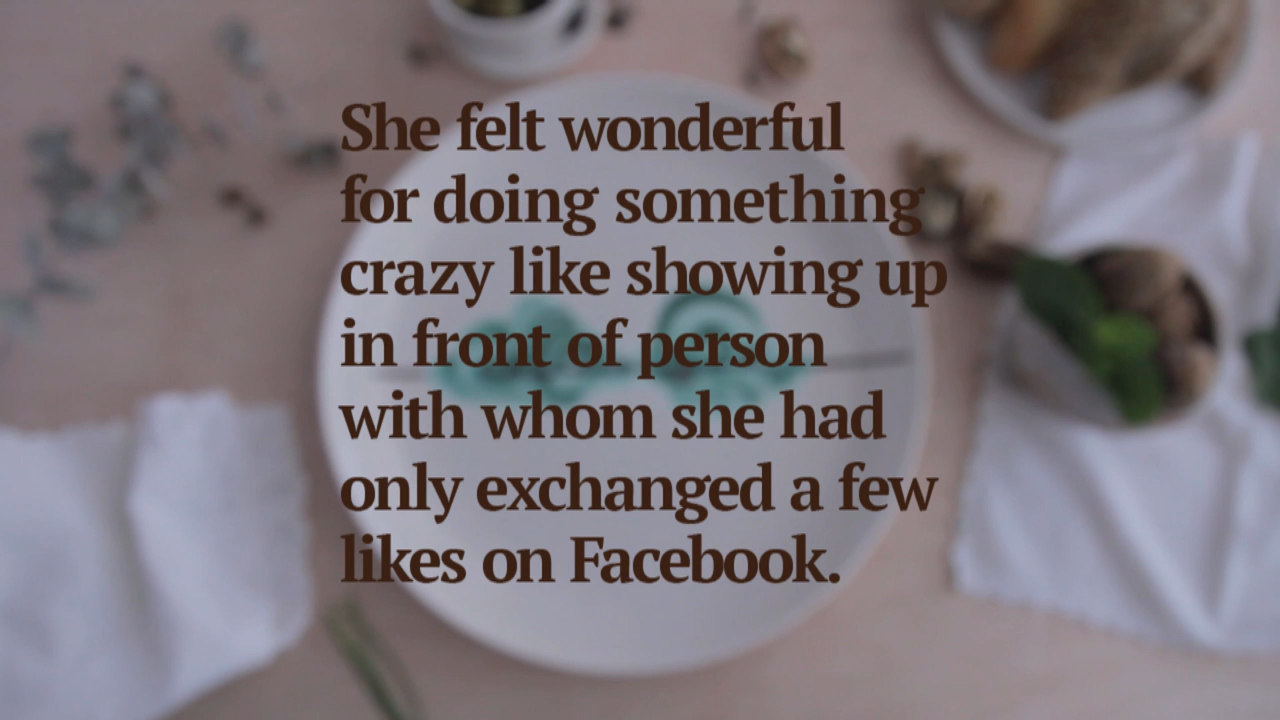 She felt wonderful
for doing something
crazy like showing up
in front of person
with whom she had
only exchanged a few
likes on Facebook.